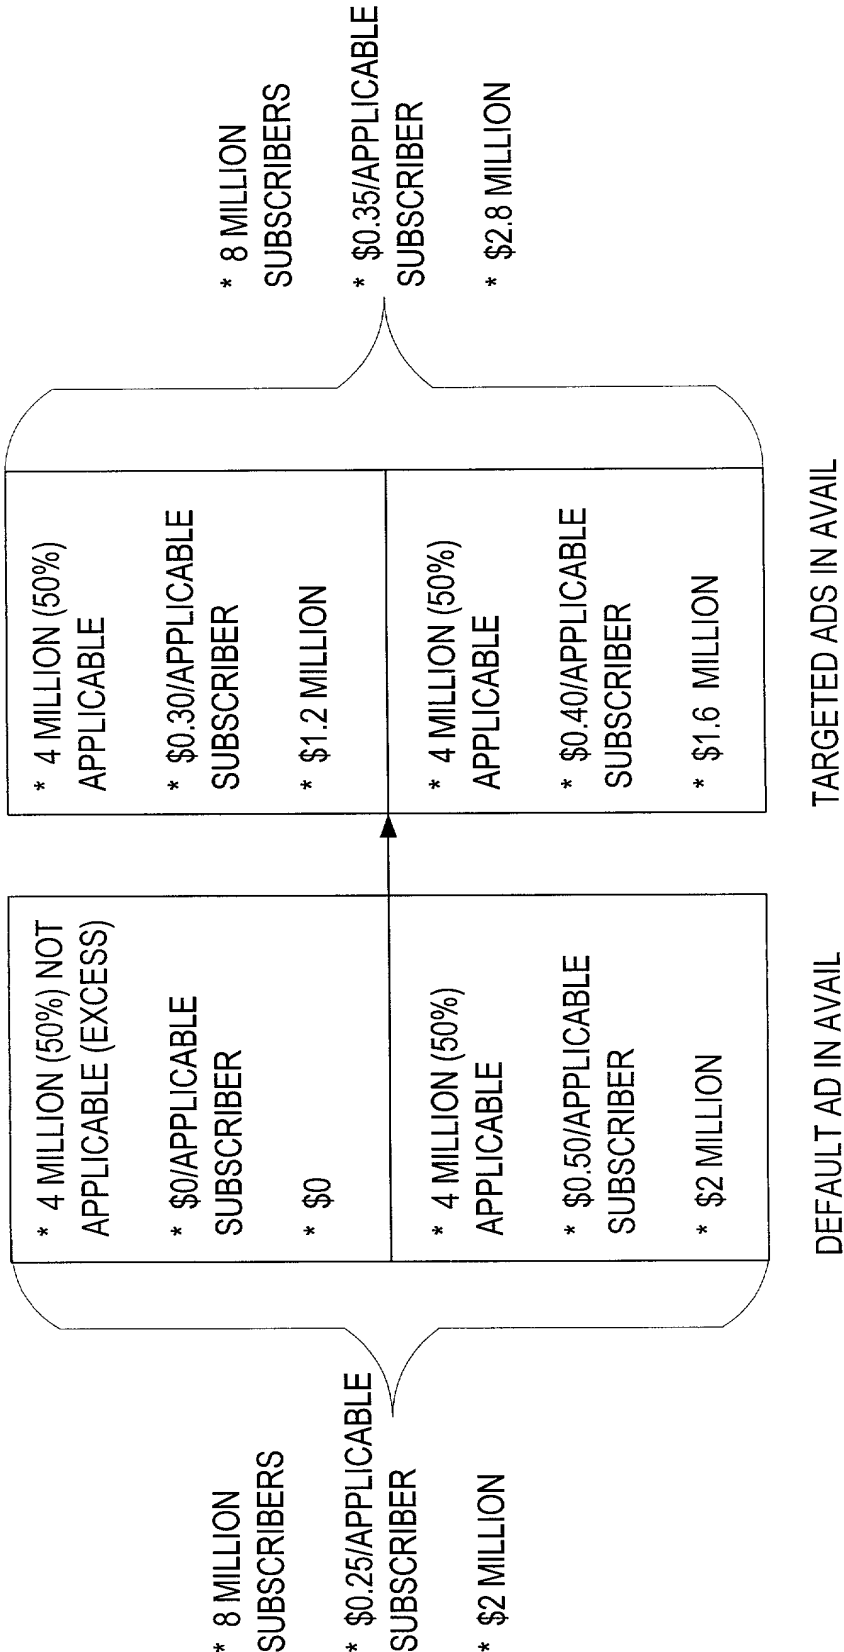 * 8 MILLION
SUBSCRIBERS
* $0.25/APPLICABLE
SUBSCRIBER
* $2 MILLION
* 4 MILLION (50%) NOT
APPLICABLE (EXCESS)
* $0/APPLICABLE
SUBSCRIBER
* $0
* 4 MILLION (50%)
APPLICABLE
* $0.50/APPLICABLE
SUBSCRIBER
* $2 MILLION
DEFAULT AD IN AVAIL
* 4 MILLION (50%)
APPLICABLE
* $0.30/APPLICABLE
SUBSCRIBER
* $1.2 MILLION
* 4 MILLION (50%)
APPLICABLE
* $0.40/APPLICABLE
SUBSCRIBER
* $1.6 MILLION
TARGETED ADS IN AVAIL
* 8 MILLION
SUBSCRIBERS
* $0.35/APPLICABLE
SUBSCRIBER
* $2.8 MILLION